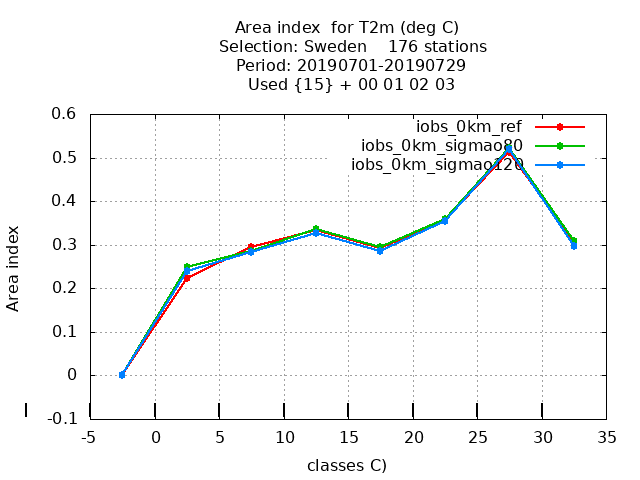 Area index  for T2m (deg C)
Selection: Sweden    176 stations
Period: 20190701-20190729
Used {15} + 00 01 02 03
0.6
0.5
0.4
0.3
0.2
0.1
0
-0.1
Area index
iobs_0km_ref
iobs_0km_sigmao80
iobs_0km_sigmao120
-5 0 5 10 15 20 25 30 35
classes C)